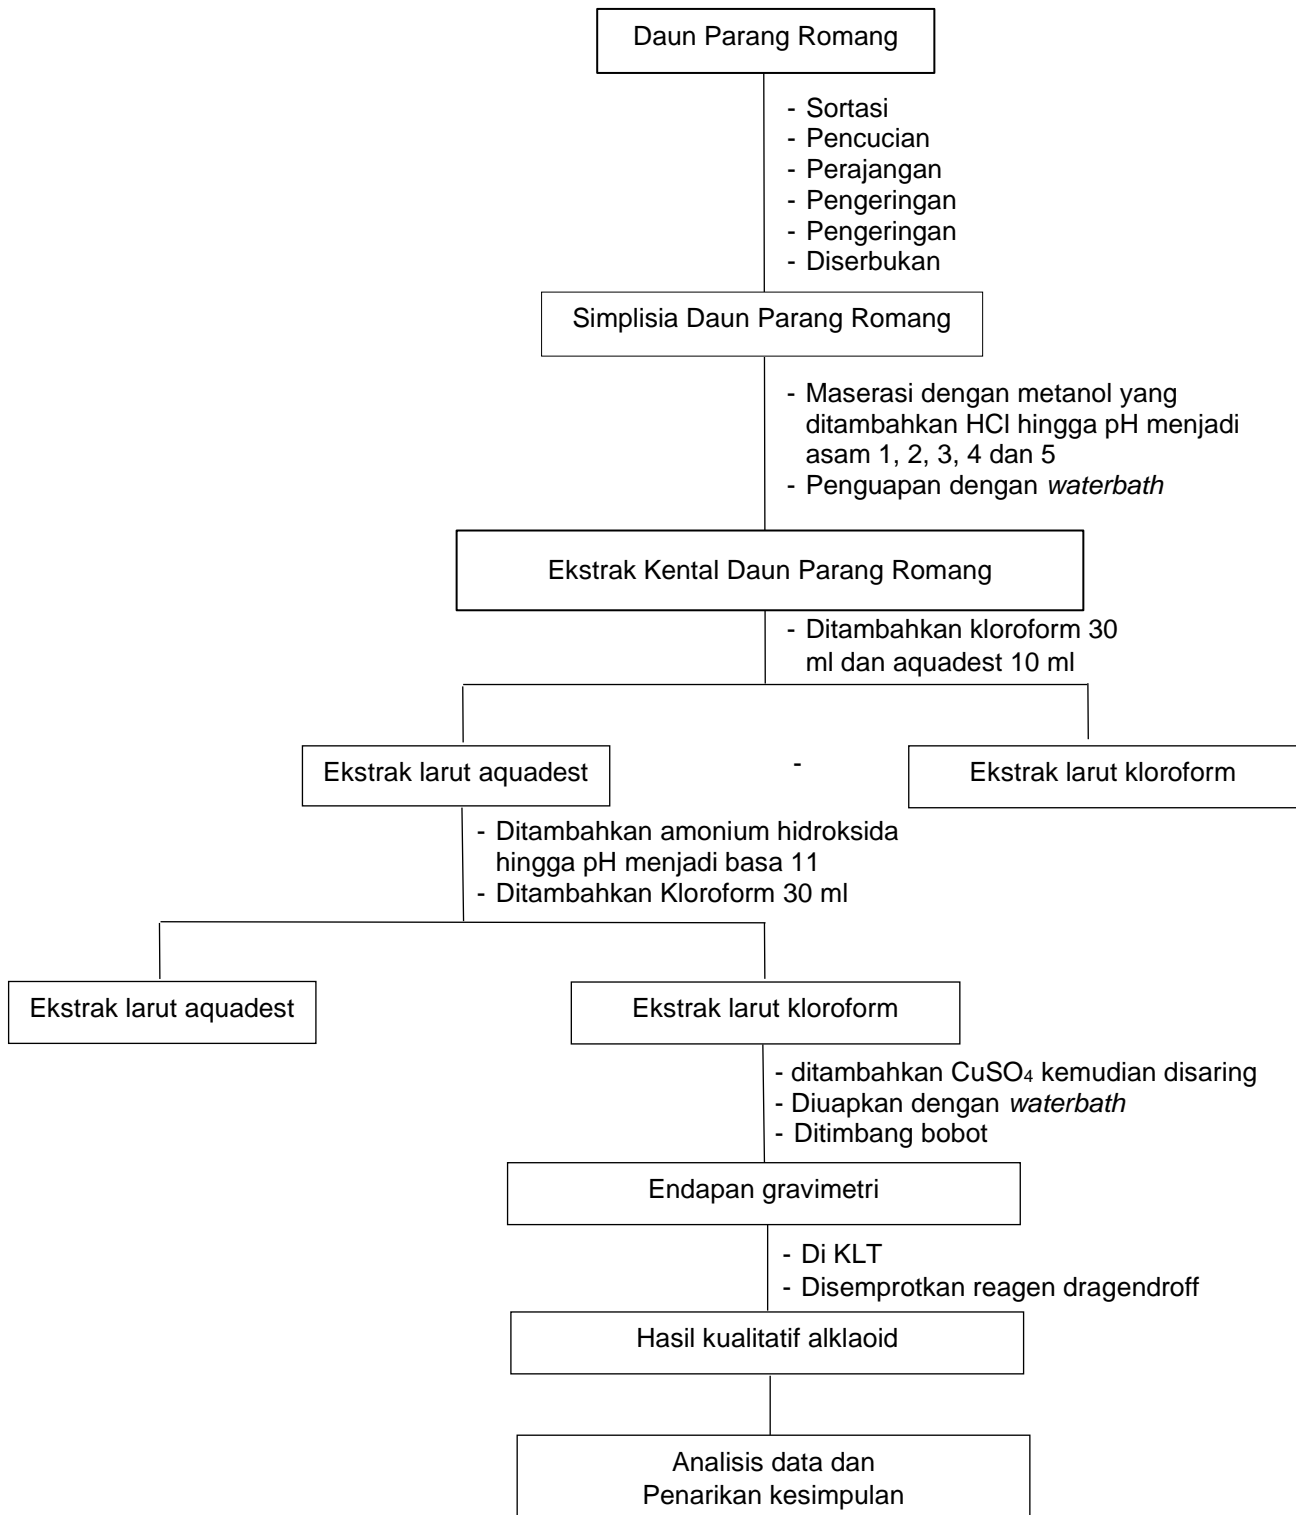 Daun Parang Romang
- Sortasi
- Pencucian
- Perajangan
- Pengeringan
- Pengeringan
- Diserbukan
Simplisia Daun Parang Romang
- Maserasi dengan metanol yang
ditambahkan HCl hingga pH menjadi
asam 1, 2, 3, 4 dan 5
- Penguapan dengan waterbath
Ekstrak Kental Daun Parang Romang
- Ditambahkan kloroform 30
ml dan aquadest 10 ml
Ekstrak larut aquadest
-
Ekstrak larut kloroform
- Ditambahkan amonium hidroksida
hingga pH menjadi basa 11
- Ditambahkan Kloroform 30 ml
Ekstrak larut aquadest
Ekstrak larut kloroform
- ditambahkan CuSO₄ kemudian disaring
- Diuapkan dengan waterbath
- Ditimbang bobot
Endapan gravimetri
- Di KLT
- Disemprotkan reagen dragendroff
Hasil kualitatif alklaoid
Analisis data dan
Penarikan kesimpulan